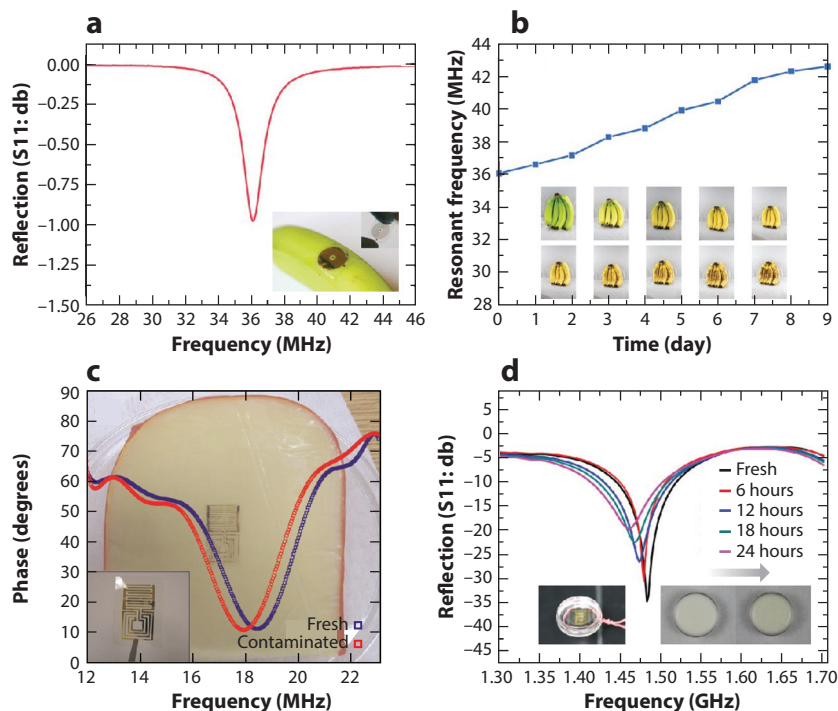 a
Reflection (S11: db)
0.00
−0.25
−0.50
−0.75
−1.00
−1.25
−1.50
26 28 30 32 34 36 38 40 42 44 46
Frequency (MHz)
b
Resonant frequency (MHz)
44
42
40
38
36
34
32
30
28
0 1 2 3 4 5 6 7 8 9
Time (day)
c
Phase (degrees)
90
80
70
60
50
40
30
20
10
0
Fresh
Contaminated
12 14 16 18 20 22
Frequency (MHz)
d
Reflection (S11: db)
5
0
−5
−10
−15
−20
−25
−30
−35
−40
−45
Fresh
6 hours
12 hours
18 hours
24 hours
1.30 1.35 1.40 1.45 1.50 1.55 1.60 1.65 1.70
Frequency (GHz)